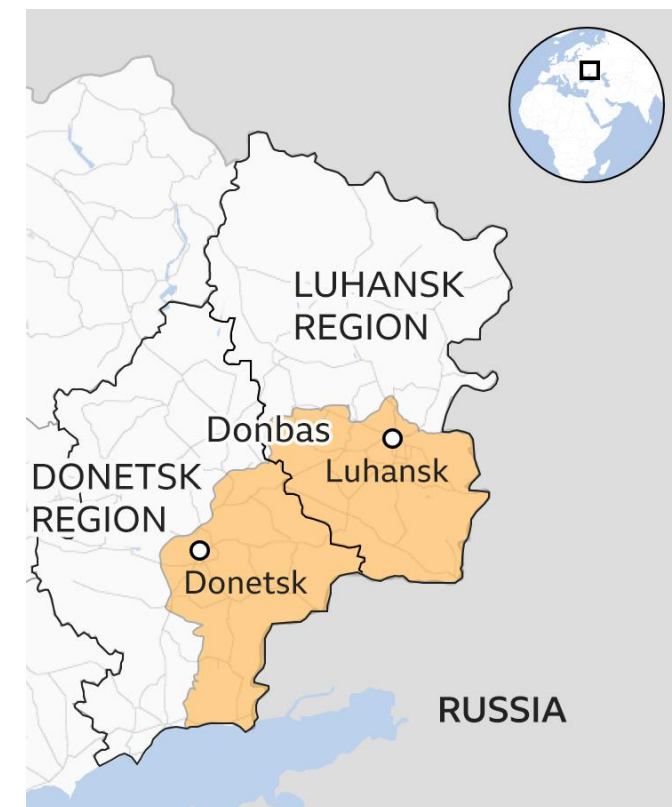 LUHANSK
REGION
Donbas
Luhansk
DONETSK
REGION
Donetsk
RUSSIA